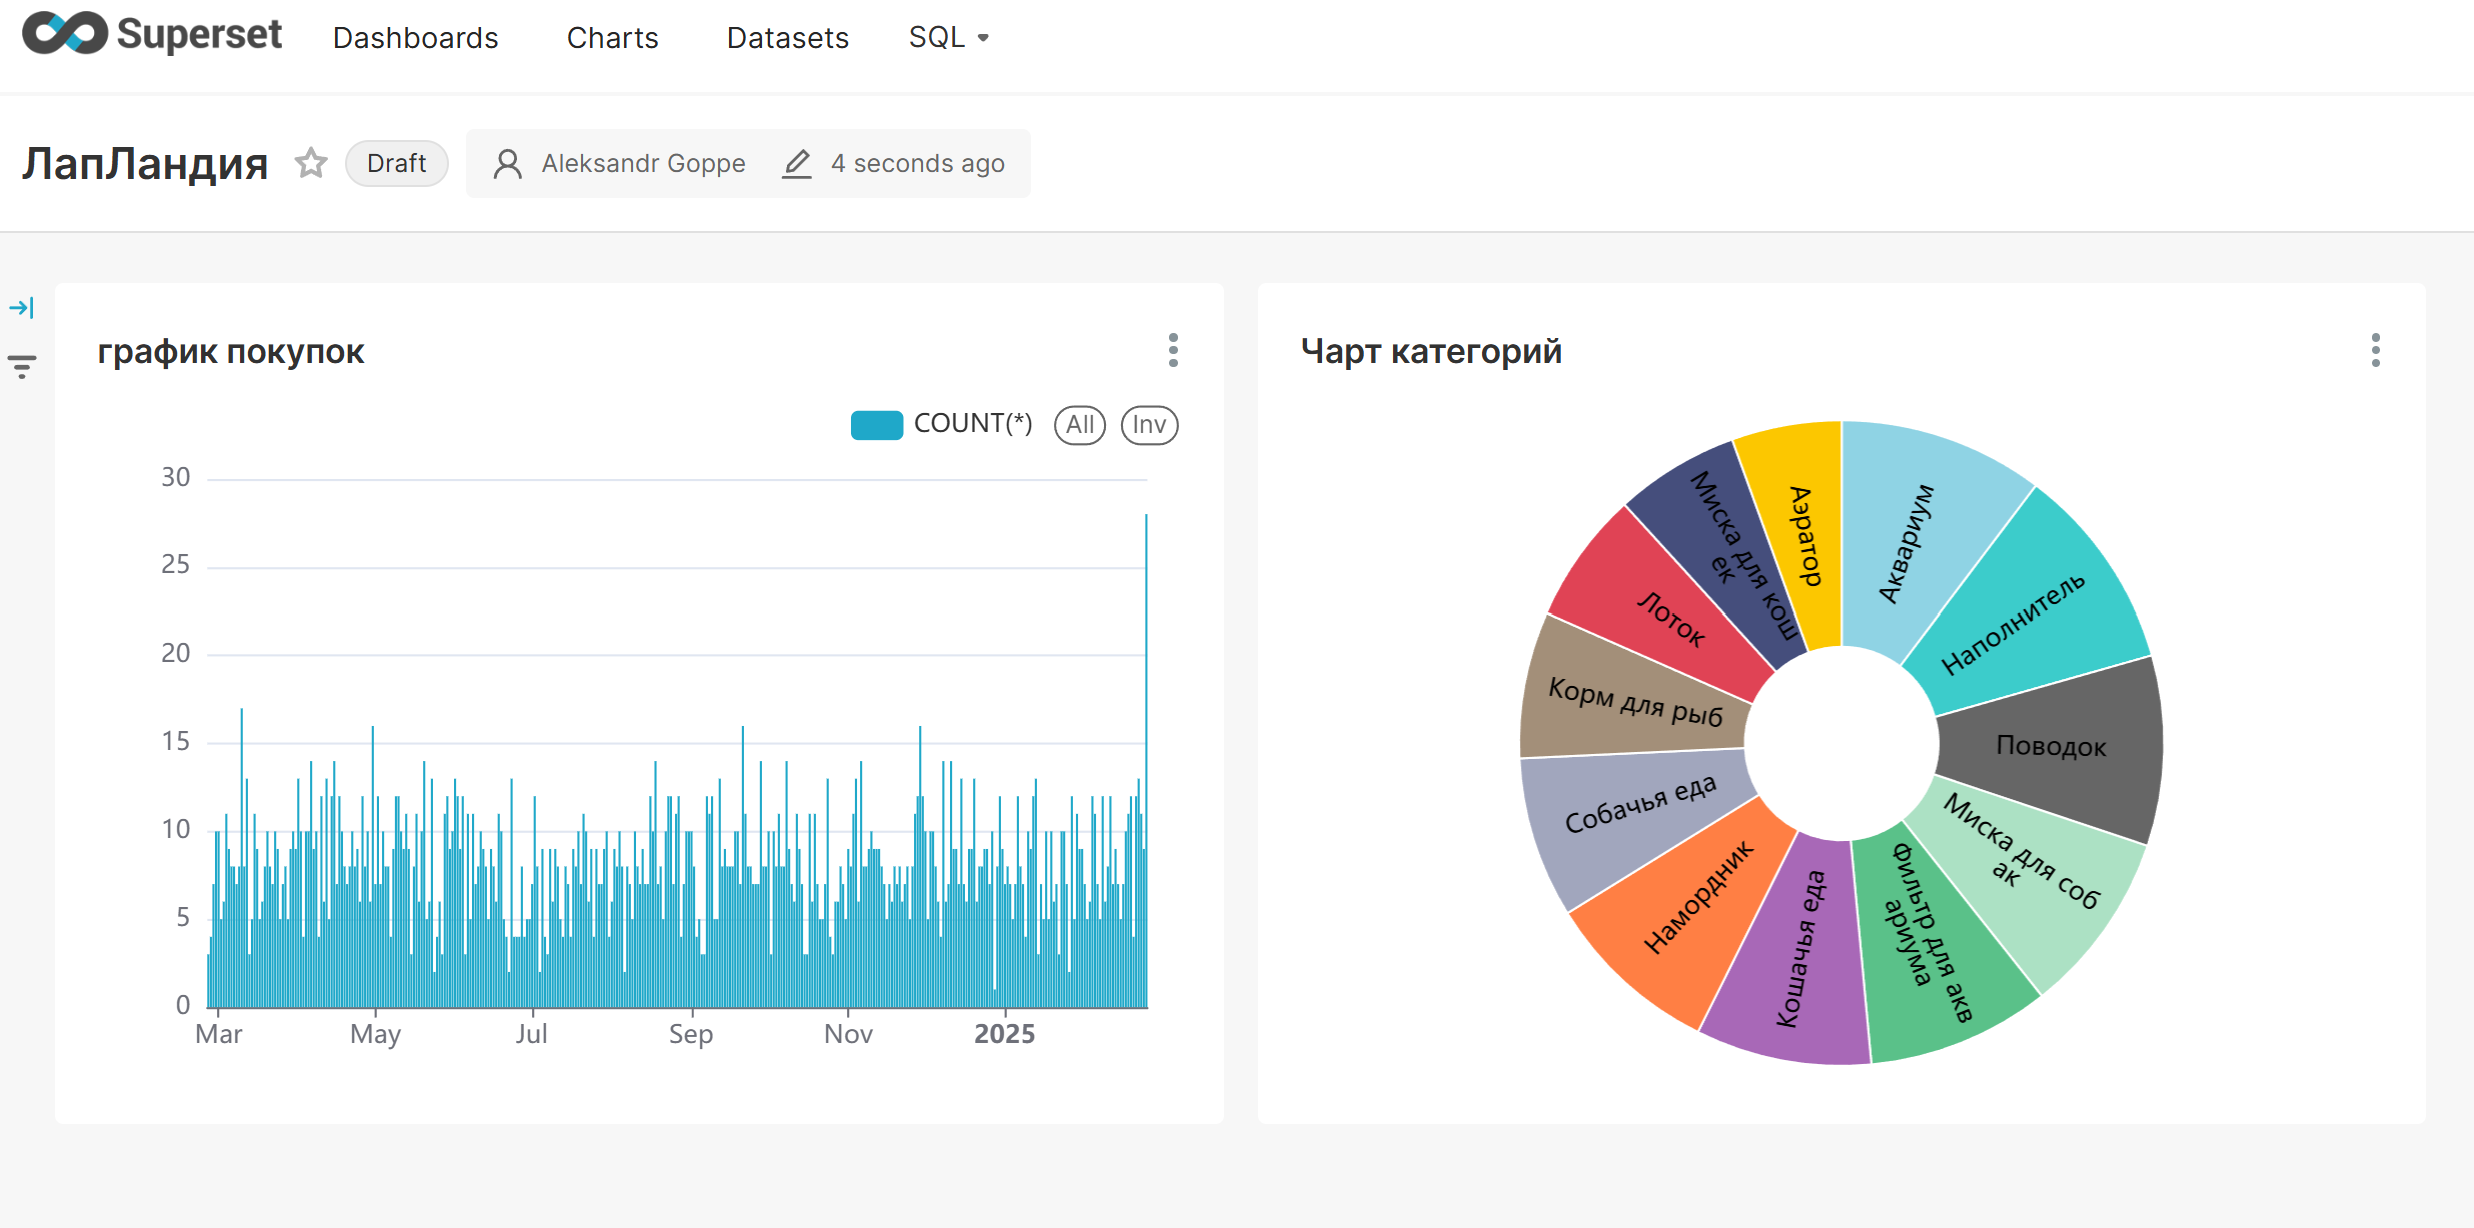 Superset
Dashboards
Charts
Datasets
SQL
ЛапЛандия
Draft
Aleksandr Goppe
4 seconds ago
график покупок
COUNT(*)
All
Inv
30
25
20
15
10
5
0
Mar
May
Jul
Sep
Nov
2025
Чарт категорий
Аквариум
Наполнитель
Поводок
Миска для соб
ак
Фильтр для акв
ариума
Кошачья еда
Намордник
Собачья еда
Корм для рыб
Лоток
Миска для кош
ек
Аэратор